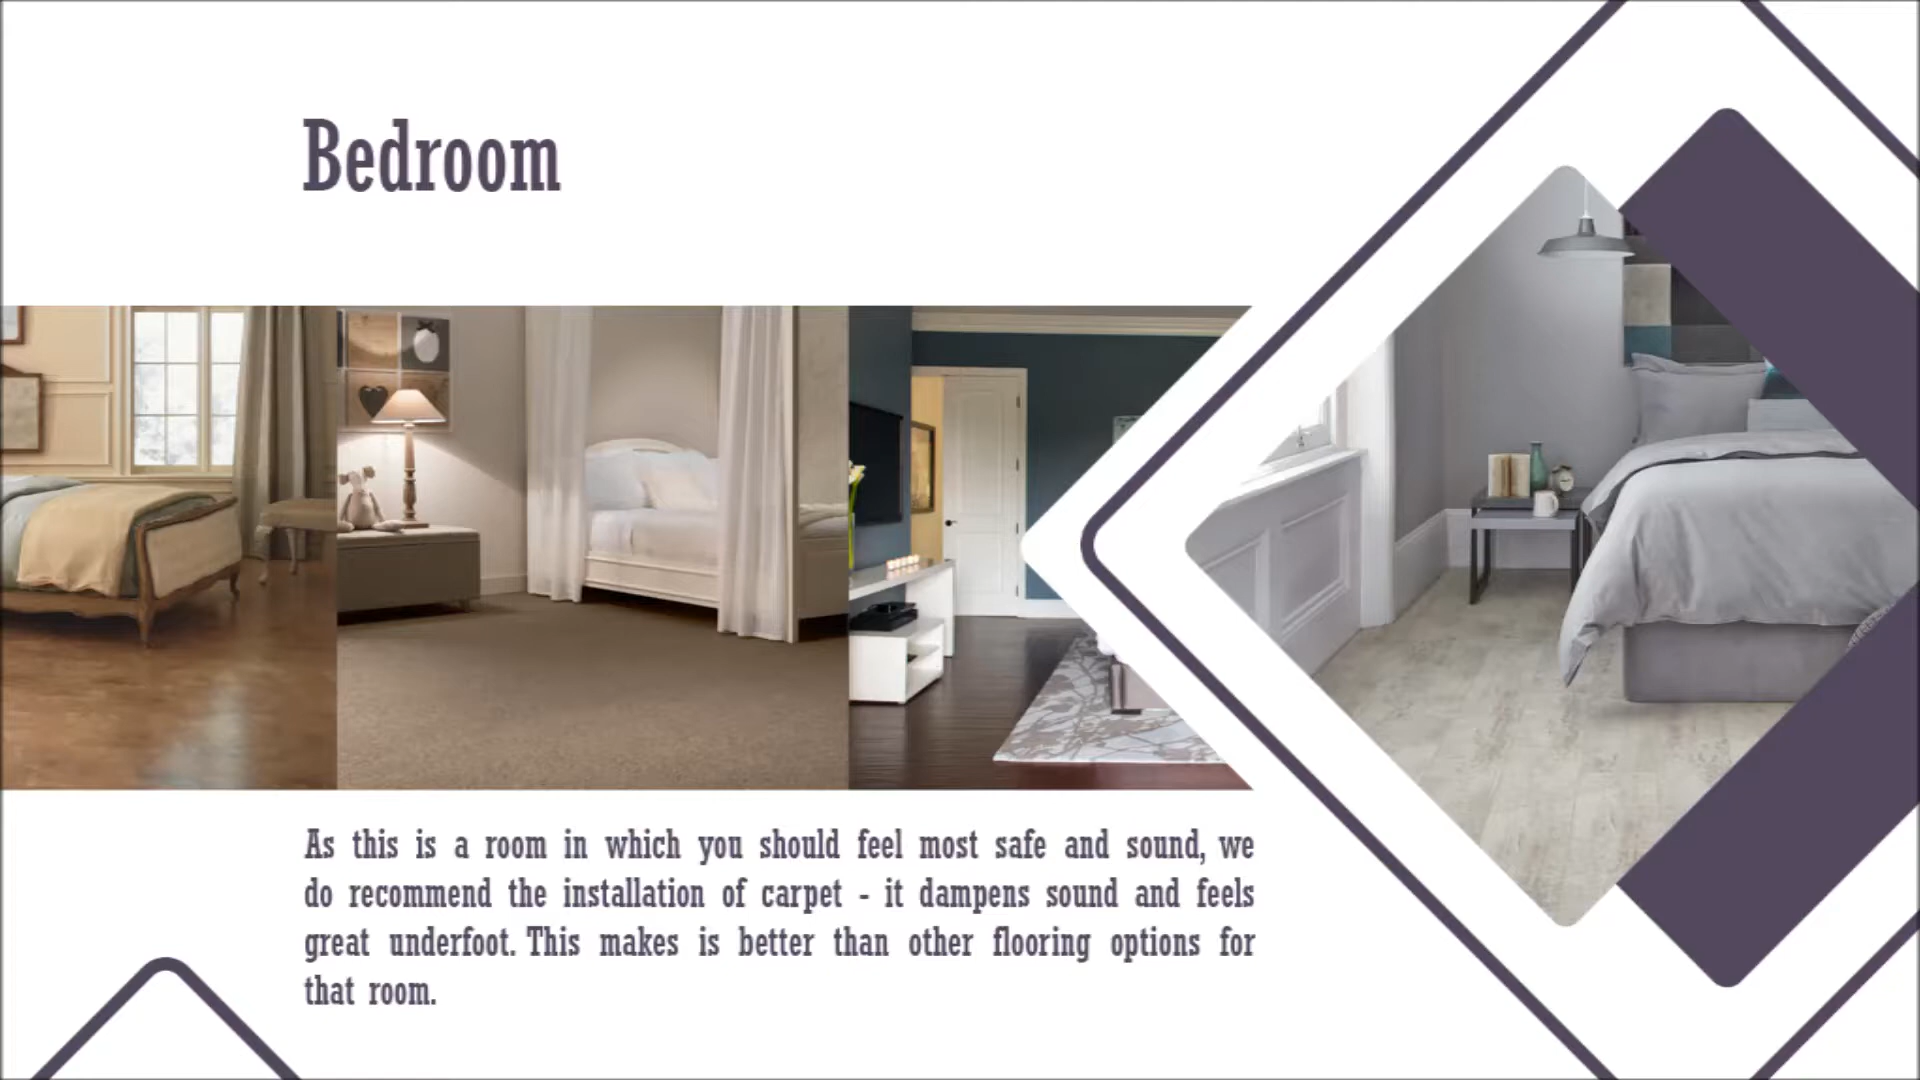 Bedroom
As this is a room in which you should feel most safe and sound, we
do recommend the installation of carpet - it dampens sound and feels
great underfoot. This makes is better than other flooring options for
that room.